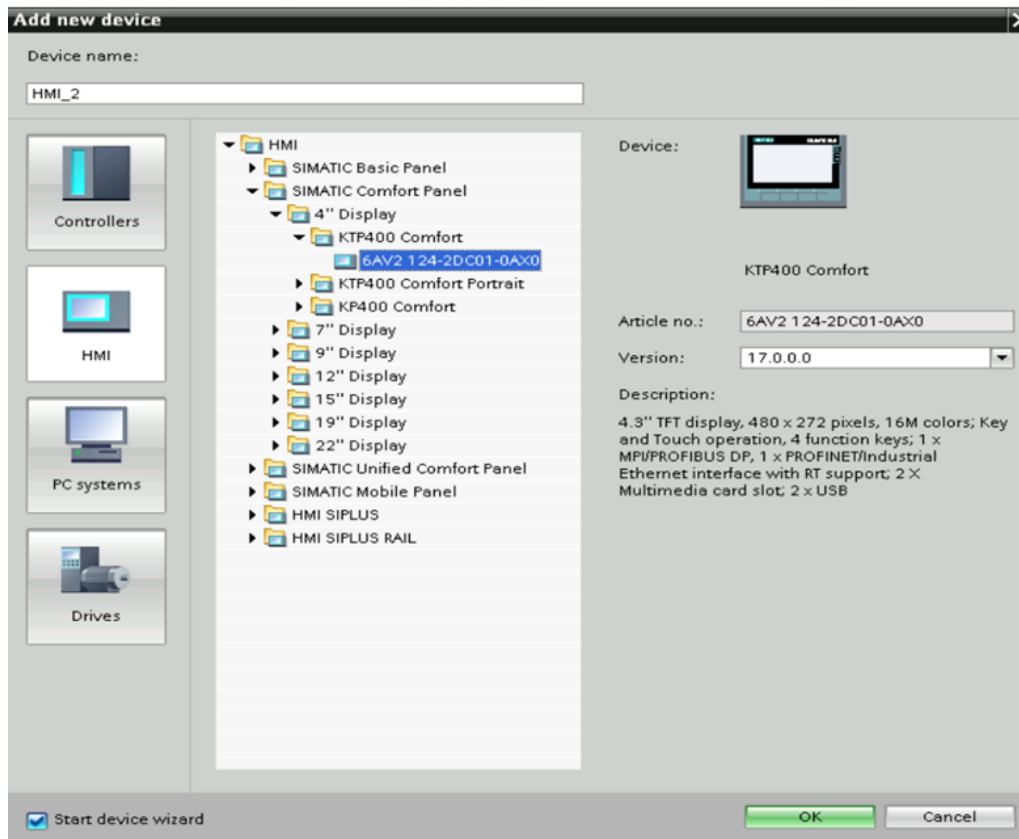 Add new device
Device name:
HMI_2
Controllers
HMI
PC systems
Drives
HMI
SIMATIC Basic Panel
SIMATIC Comfort Panel
4" Display
KTP400 Comfort
6AV2 124-2DC01-0AX0
KTP400 Comfort Portrait
KP400 Comfort
7" Display
9" Display
12" Display
15" Display
19" Display
22" Display
SIMATIC Unified Comfort Panel
SIMATIC Mobile Panel
HMI SIPLUS
HMI SIPLUS RAIL
Device:
KTP400 Comfort
Article no.: 6AV2 124-2DC01-0AX0
Version: 17.0.0.0
Description:
4.3" TFT display, 480 x 272 pixels, 16M colors; Key
and Touch operation, 4 function keys; 1 x
MPI/PROFIBUS DP, 1 x PROFINET/Industrial
Ethernet interface with RT support; 2 X
Multimedia card slot; 2 x USB
Start device wizard
OK Cancel